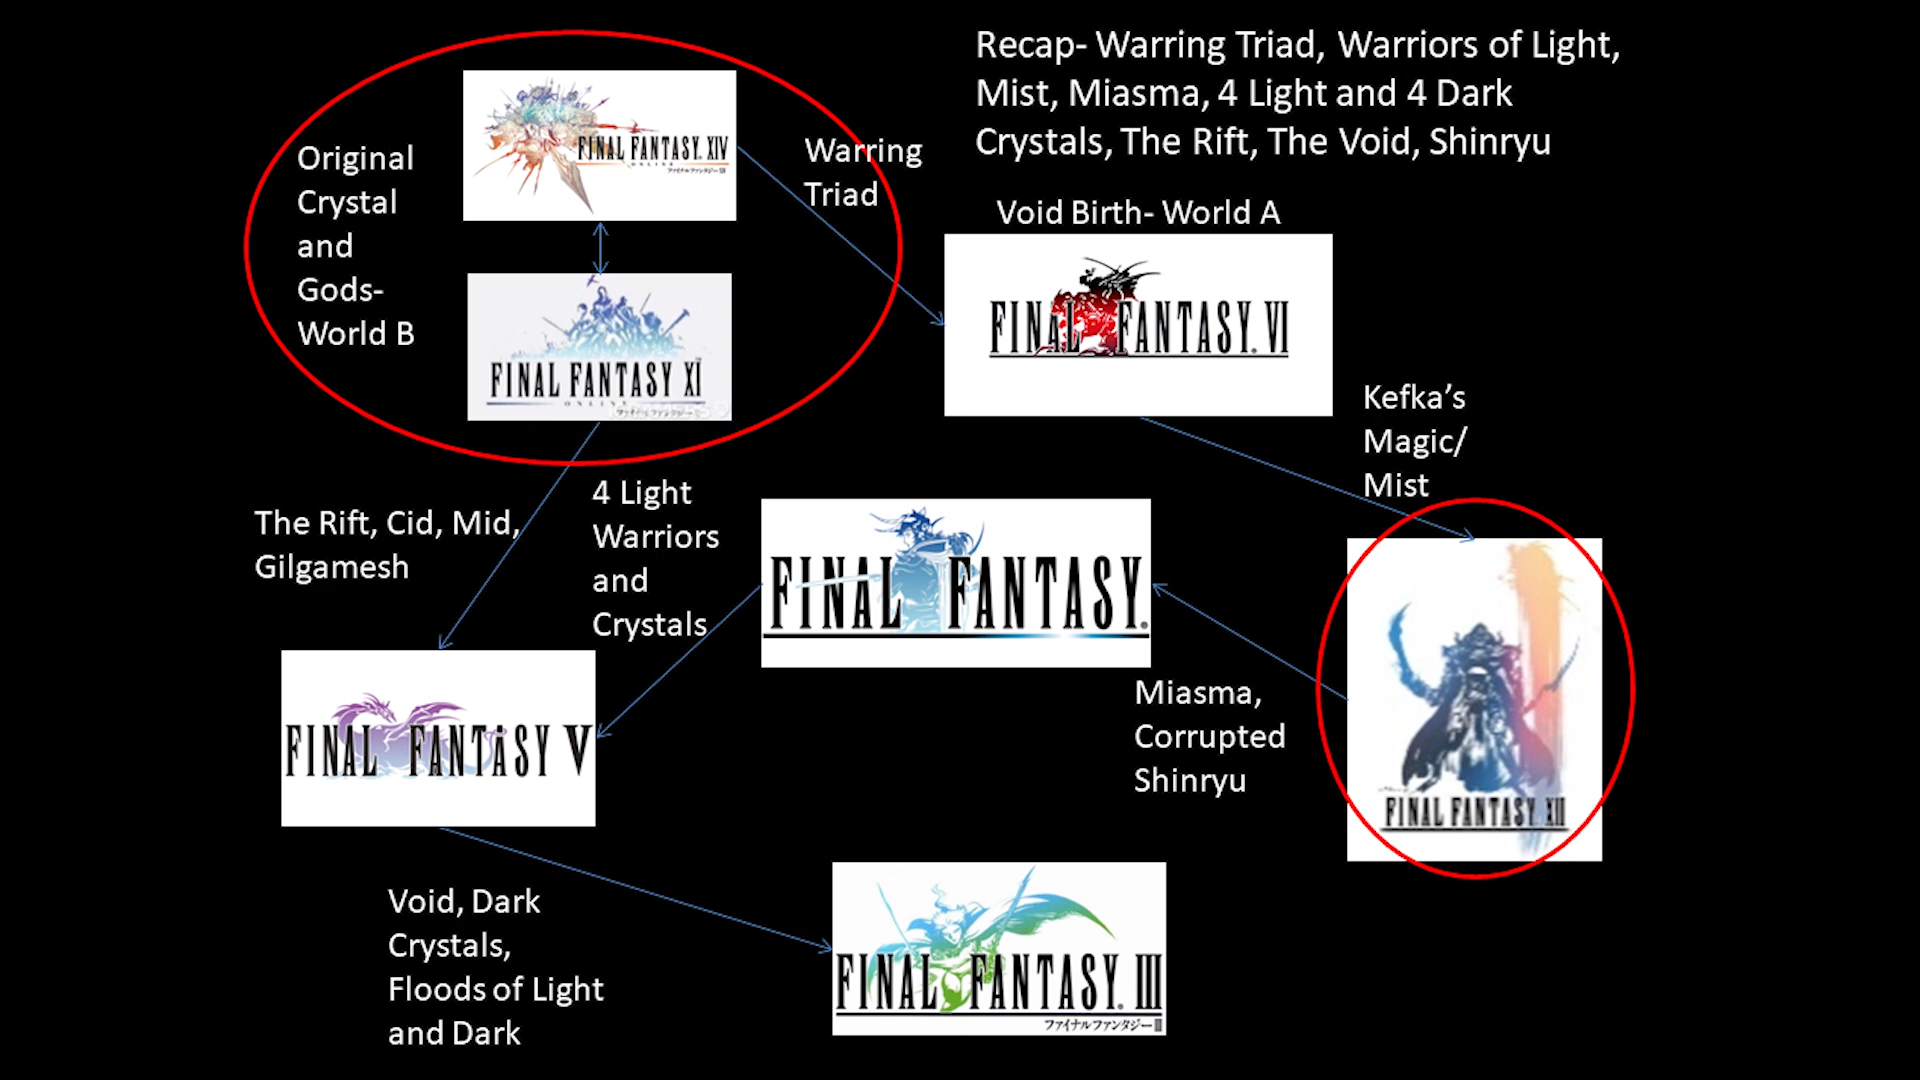 Recap- Warring Triad, Warriors of Light,
Mist, Miasma, 4 Light and 4 Dark
Crystals, The Rift, The Void, Shinryu
Original
Crystal
and
Gods-
World B
FINAL FANTASY XIV
ONLINE
Warring
Triad
FINAL FANTASY XI
ONLINE
Void Birth- World A
FINAL FANTASY VI
Kefka's
Magic/
Mist
The Rift, Cid, Mid,
Gilgamesh
4 Light
Warriors
and
Crystals
FINAL FANTASY
FINAL FANTASY XII
Miasma,
Corrupted
Shinryu
FINAL FANTASY V
Void, Dark
Crystals,
Floods of Light
and Dark
FINAL FANTASY III
ファイナルファンタジーIII